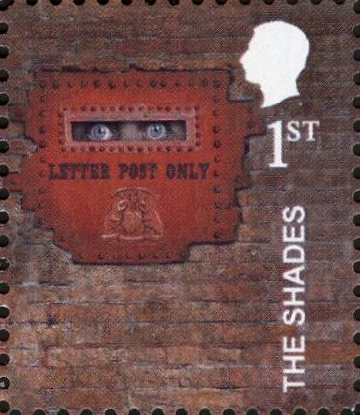 LETTER POST ONLY
1ST
THE SHADES